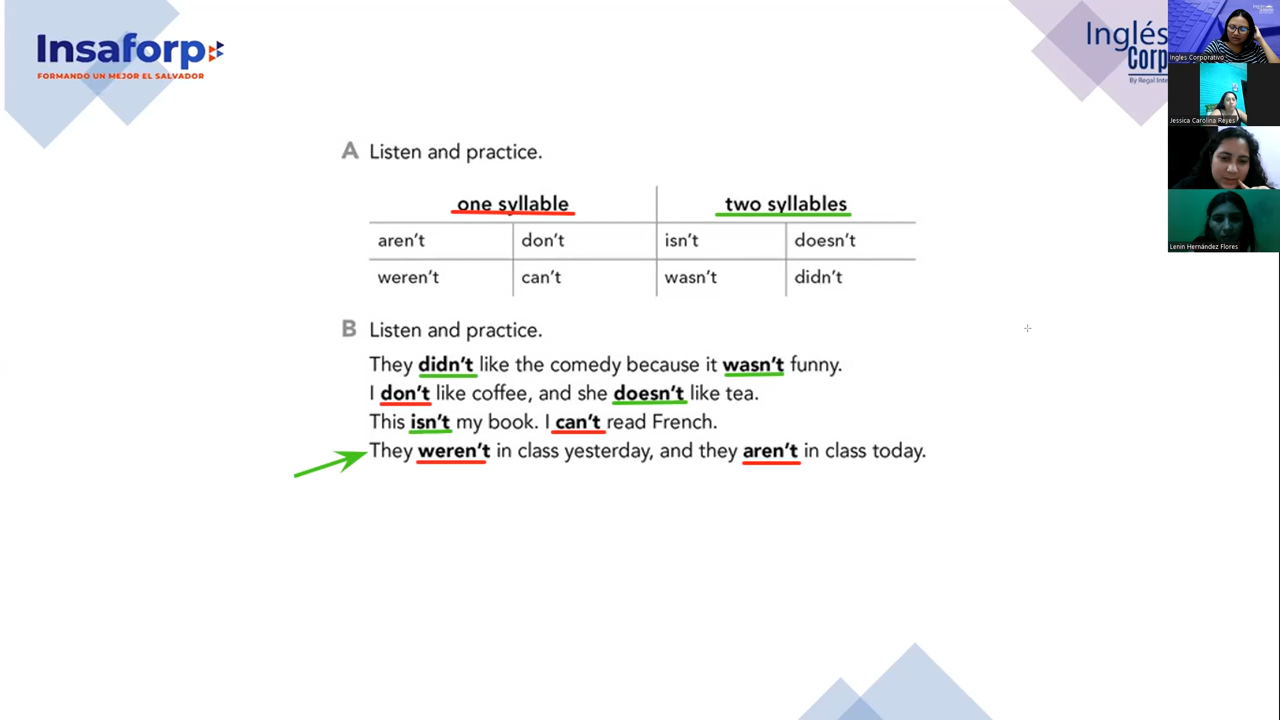 Insaforp
FORMANDO UN MEJOR EL SALVADOR
Inglés
Corp
By Regal Inte
Ingles Corporativo
Jessica Carolina Reyes
Lenin Hernández Flores
A Listen and practice.
one syllable two syllables
aren't don't isn't doesn't
weren't can't wasn't didn't
B Listen and practice.
They didn't like the comedy because it wasn't funny.
I don't like coffee, and she doesn't like tea.
This isn't my book. I can't read French.
They weren't in class yesterday, and they aren't in class today.